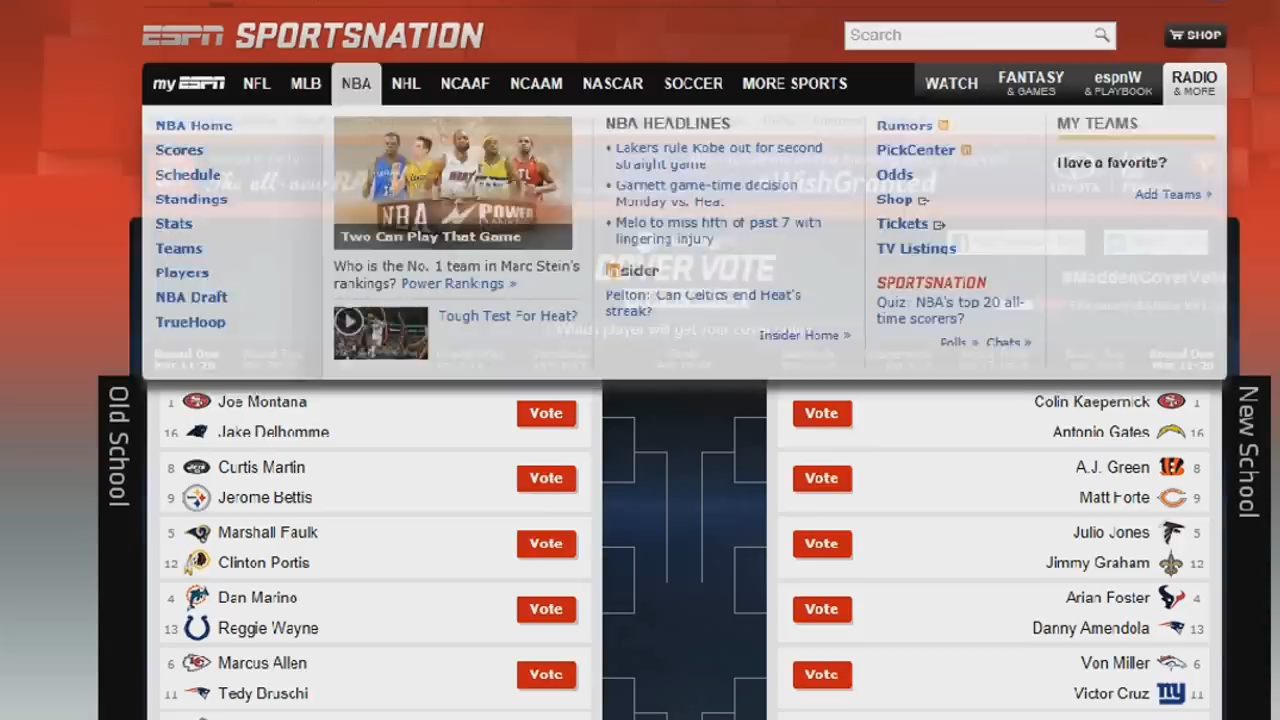 ESPN SPORTSNATION
Search
SHOP
my ESPN NFL MLB NBA NHL NCAAF NCAAM NASCAR SOCCER MORE SPORTS
WATCH
FANTASY
& GAMES
espnW
& PLAYBOOK
RADIO
& MORE
NBA Home
Scores
Schedule
Standings
Stats
Teams
Players
NBA Draft
TrueHoop
NBA POWER
Two Can Play That Game
Who is the No. 1 team in Marc Stein's
rankings? Power Rankings »
Tough Test For Heat?
NBA HEADLINES
• Lakers rule Kobe out for second
straight game
• Garnett game-time decision
Monday vs. Heat
• Melo to miss fifth of past 7 with
lingering injury
Insider
Pelton: Can Celtics end Heat's
streak?
Insider Home »
Rumors
PickCenter
Odds
Shop
Tickets
TV Listings
SPORTSNATION
Quiz: NBA's top 20 all-
time scorers?
Polls » Chats »
MY TEAMS
Have a favorite?
Add Teams »
#WishGranted
COVER VOTE
Old School
1 Joe Montana
16 Jake Delhomme
Vote
8 Curtis Martin
9 Jerome Bettis
Vote
5 Marshall Faulk
12 Clinton Portis
Vote
4 Dan Marino
13 Reggie Wayne
Vote
6 Marcus Allen
11 Tedy Bruschi
Vote
New School
Vote
Colin Kaepernick 1
Antonio Gates 16
Vote
A.J. Green 8
Matt Forte 9
Vote
Julio Jones 5
Jimmy Graham 12
Vote
Arian Foster 4
Danny Amendola 13
Vote
Von Miller 6
Victor Cruz 11